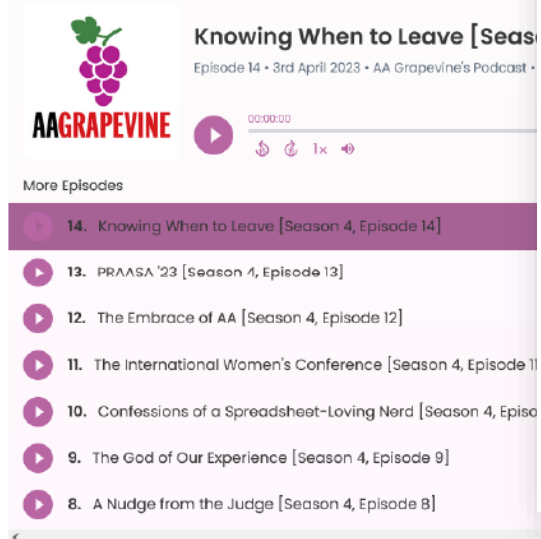 Knowing When to Leave [Seas
Episode 14 • 3rd April 2023 • AA Grapevine's Podcast •
AAGRAPEVINE
00:00:00
1x
More Episodes
14. Knowing When to Leave [Season 4, Episode 14]
13. PRAASA '23 [Season 4, Episode 13]
12. The Embrace of AA [Season 4, Episode 12]
11. The International Women's Conference [Season 4, Episode 11
10. Confessions of a Spreadsheet-Loving Nerd [Season 4, Episo
9. The God of Our Experience [Season 4, Episode 9]
8. A Nudge from the Judge [Season 4, Episode 8]